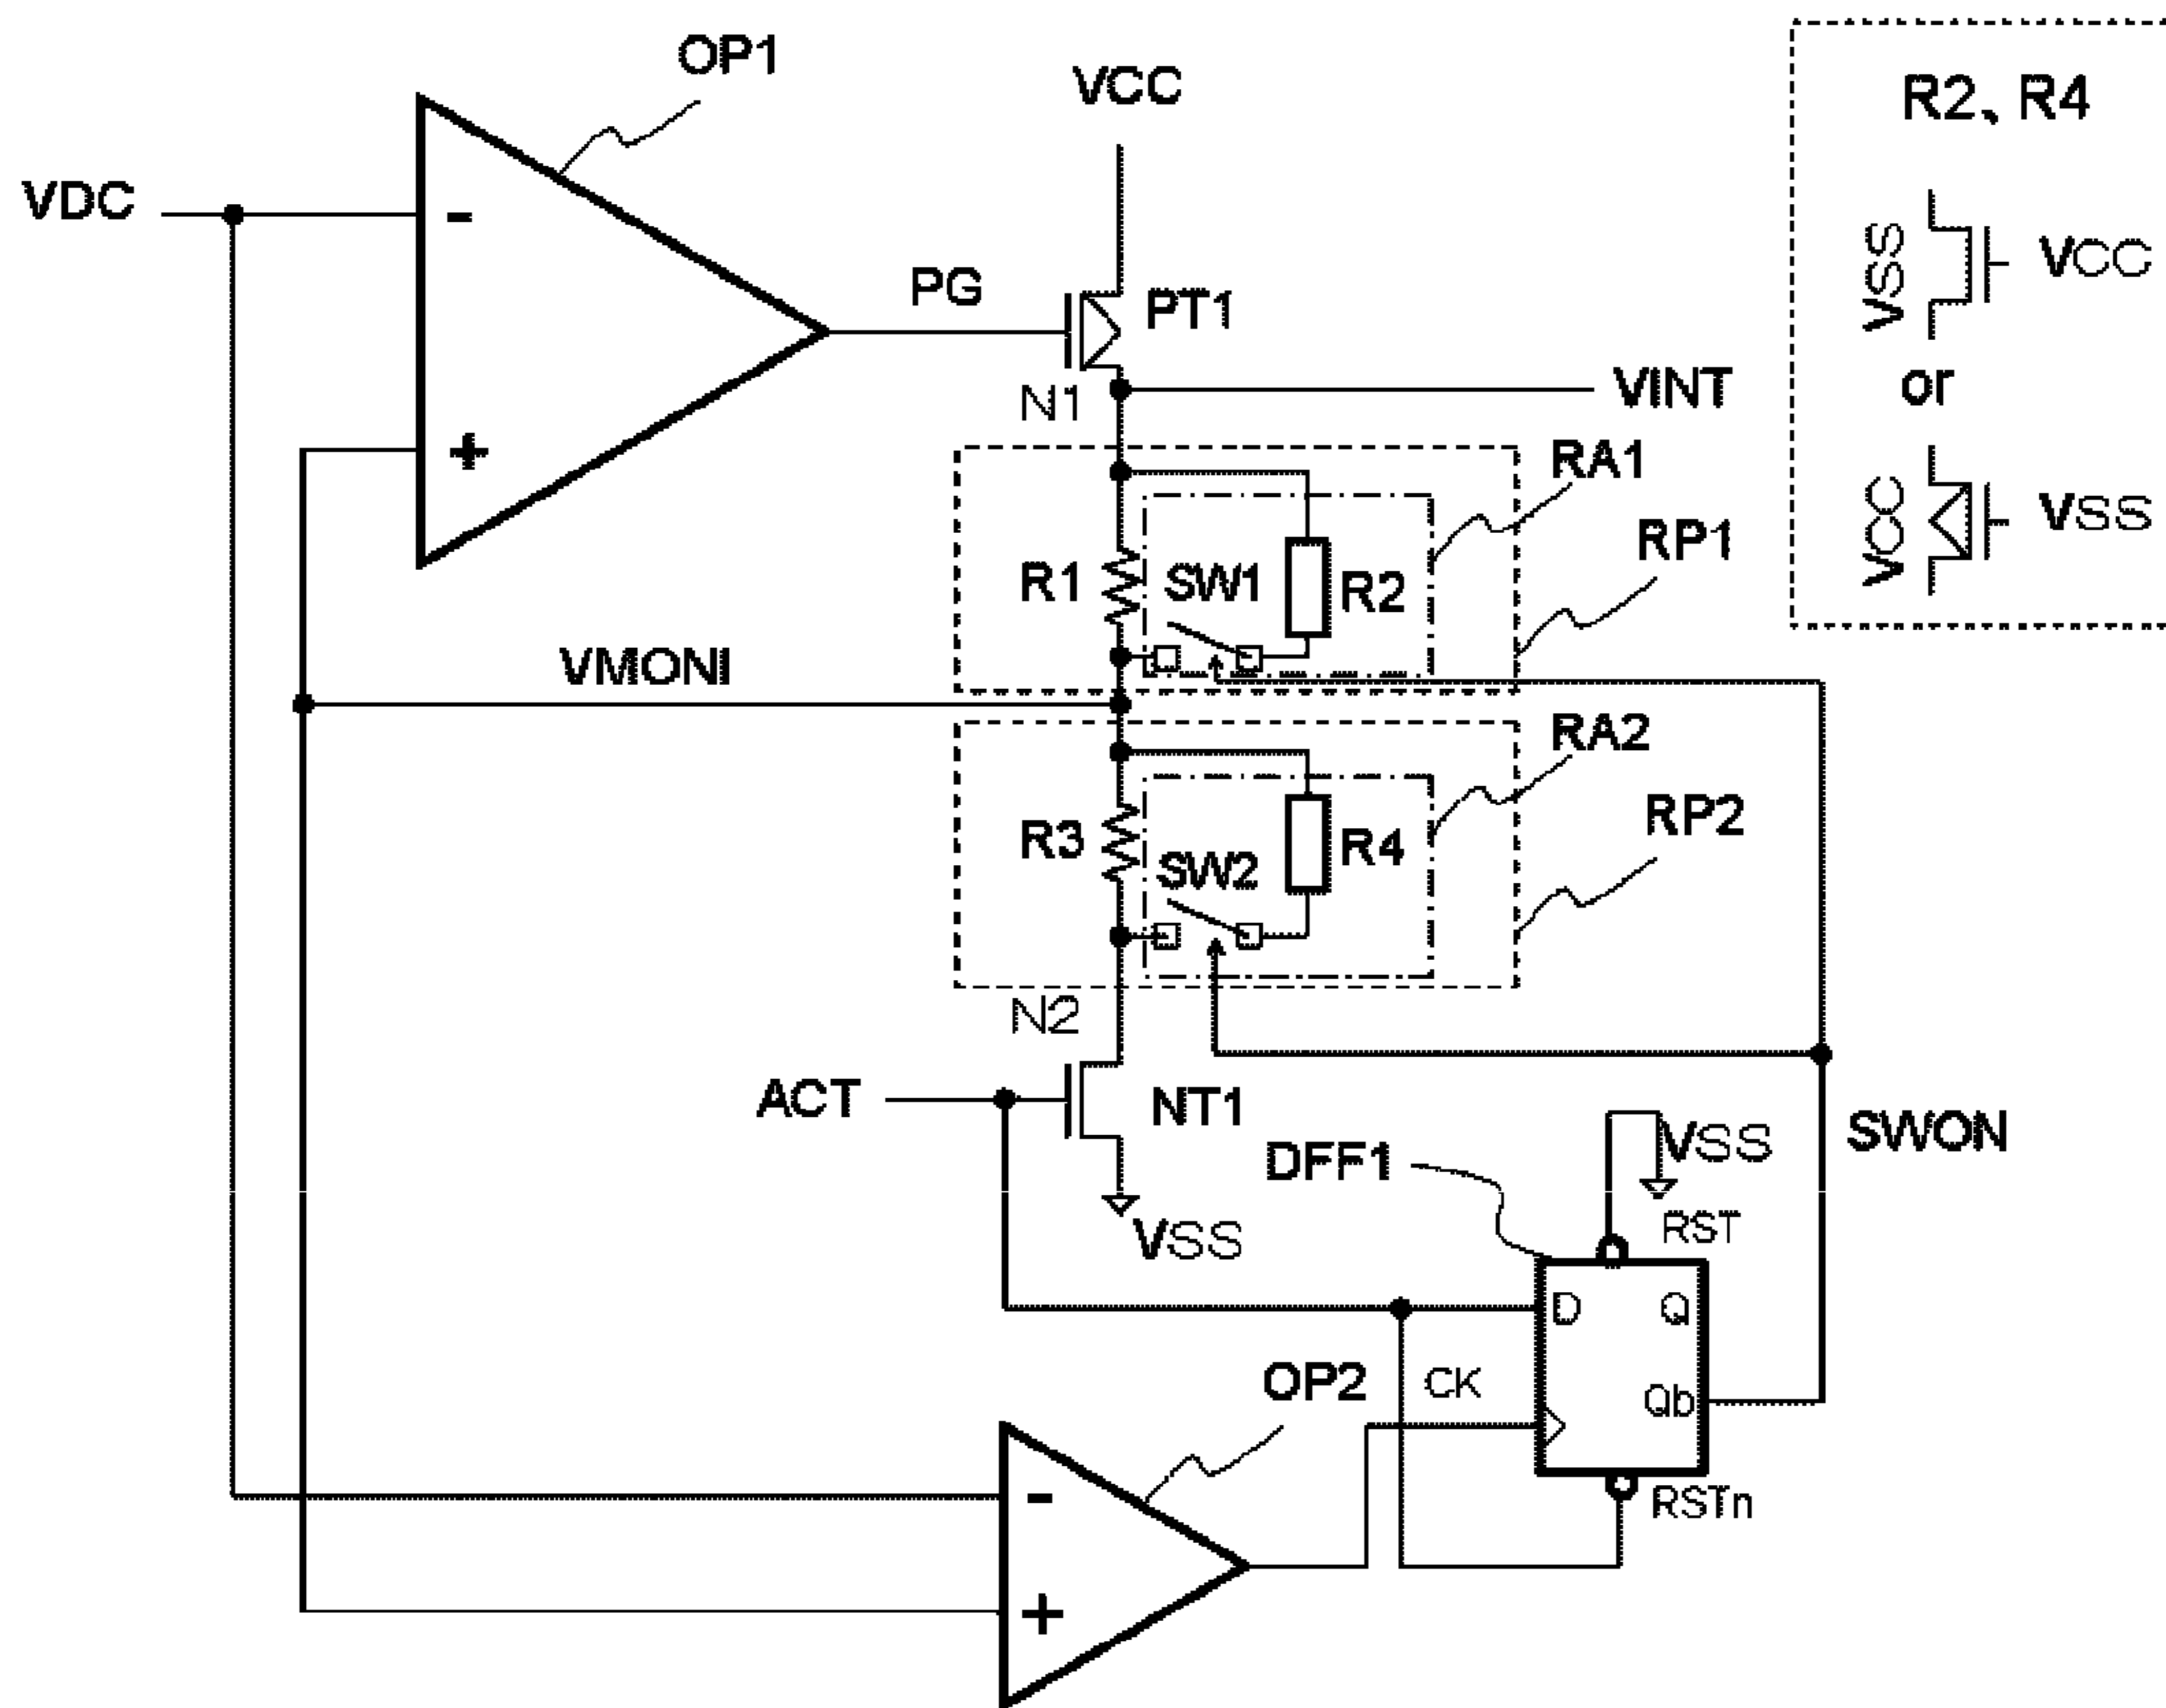 OP1
VCC
R2、R4
VDC
-
VSS
VCC
PG
PT1
N1
VINT
or
+
RA1
VCC
VSS
RP1
R1
SW1
R2
VMONI
RA2
RP2
R3
SW2
R4
N2
ACT
NT1
SWON
DFF1
VSS
RST
VSS
D
Q
OP2
CK
Qb
-
RSTn
+